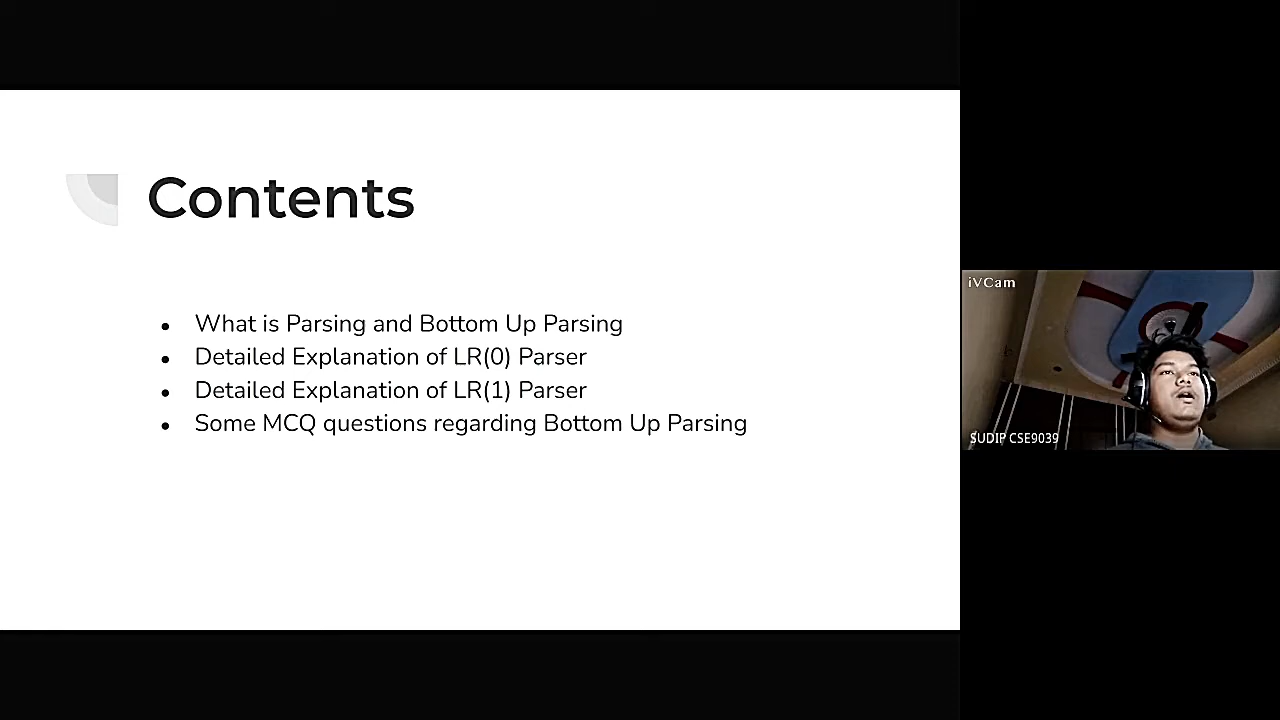 Contents
What is Parsing and Bottom Up Parsing
Detailed Explanation of LR(0) Parser
Detailed Explanation of LR(1) Parser
Some MCQ questions regarding Bottom Up Parsing
iVCam
SUDIP CSE9039